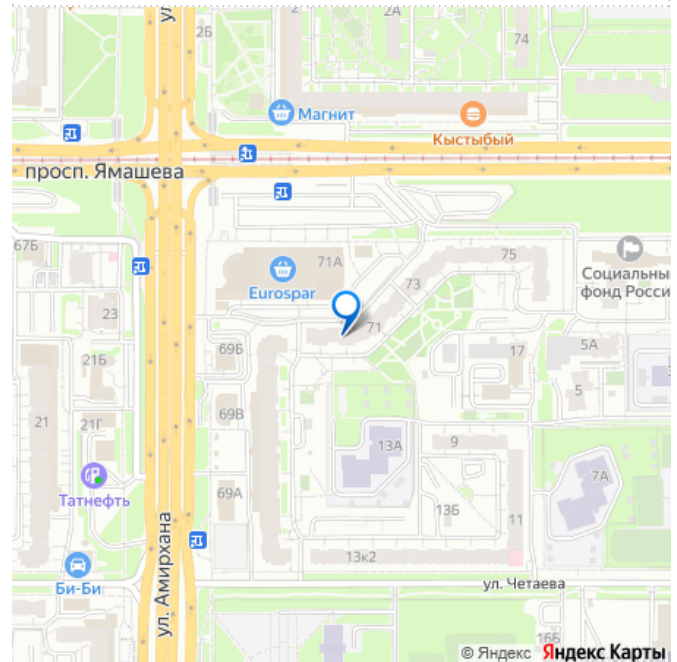 ул.
2Б
2
2А
74
Магнит
Кыстыбый
просп. Ямашева
67Б
71А
75
Eurospar
73
Социальны
фонд Росси
23
71
69Б
17
5А
21Б
5
21
21Г
69В
13А
9
7А
Татнефть
69А
13Б
11
ул. Амирхана
13к2
Би-Би
ул. Четаева
16Б
© Яндекс Яндекс Карты